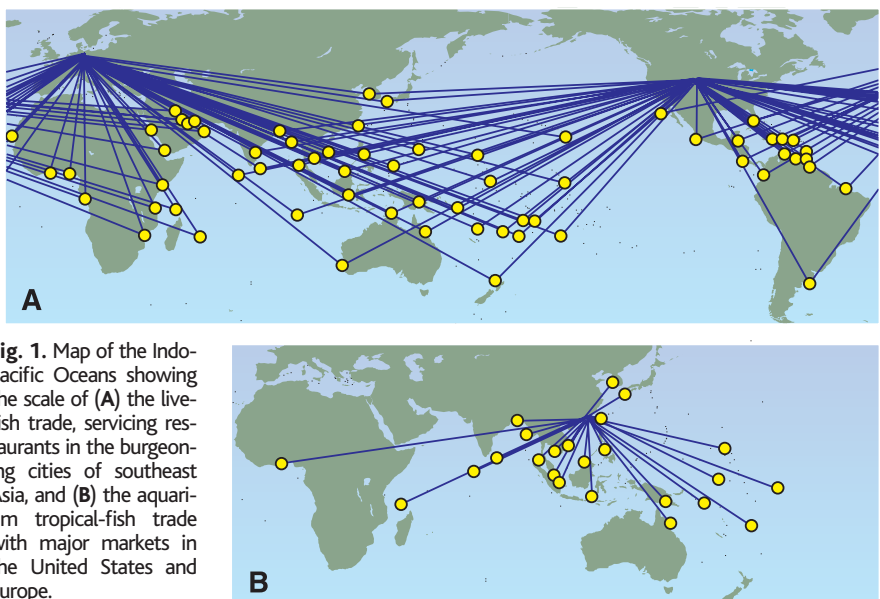 A
ig. 1. Map of the Indo-
acific Oceans showing
he scale of (A) the live-
ish trade, servicing res-
aurants in the burgeon-
ng cities of southeast
Asia, and (B) the aquari-
m tropical-fish trade
with major markets in
he United States and
urope.
B